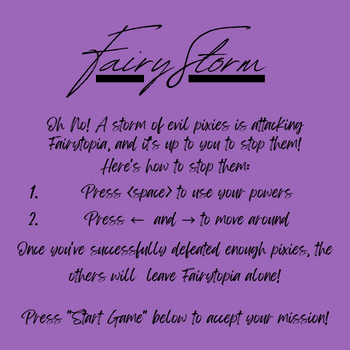 Fairy Storm
Oh No! A storm of evil pixies is attacking
Fairytopia, and it's up to you to stop them!
Here's how to stop them:
1. Press <space> to use your powers
2. Press ← and → to move around
Once you've successfully defeated enough pixies, the
others will leave Fairytopia alone!
Press "Start Game" below to accept your mission!